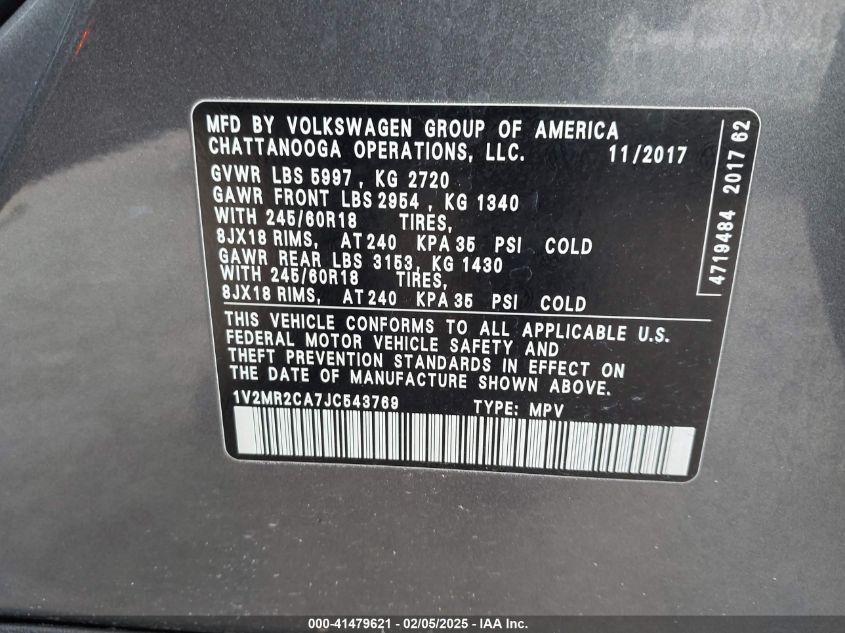 MFD BY VOLKSWAGEN GROUP OF AMERICA
CHATTANOOGA OPERATIONS, LLC. 11/2017
GVWR LBS 5997, KG 2720
GAWR FRONT LBS 2954, KG 1340
WITH 245/60R18 TIRES,
8JX18 RIMS, AT 240 KPA 35 PSI COLD
GAWR REAR LBS 3153, KG 1430
WITH 245/60R18 TIRES,
8JX18 RIMS, AT 240 KPA 35 PSI COLD
THIS VEHICLE CONFORMS TO ALL APPLICABLE U.S.
FEDERAL MOTOR VEHICLE SAFETY AND
THEFT PREVENTION STANDARDS IN EFFECT ON
THE DATE OF MANUFACTURE SHOWN ABOVE.
1V2MR2CA7JC543769 TYPE: MPV
4719484 2017 62
000-41479621 - 02/05/2025 - IAA Inc.